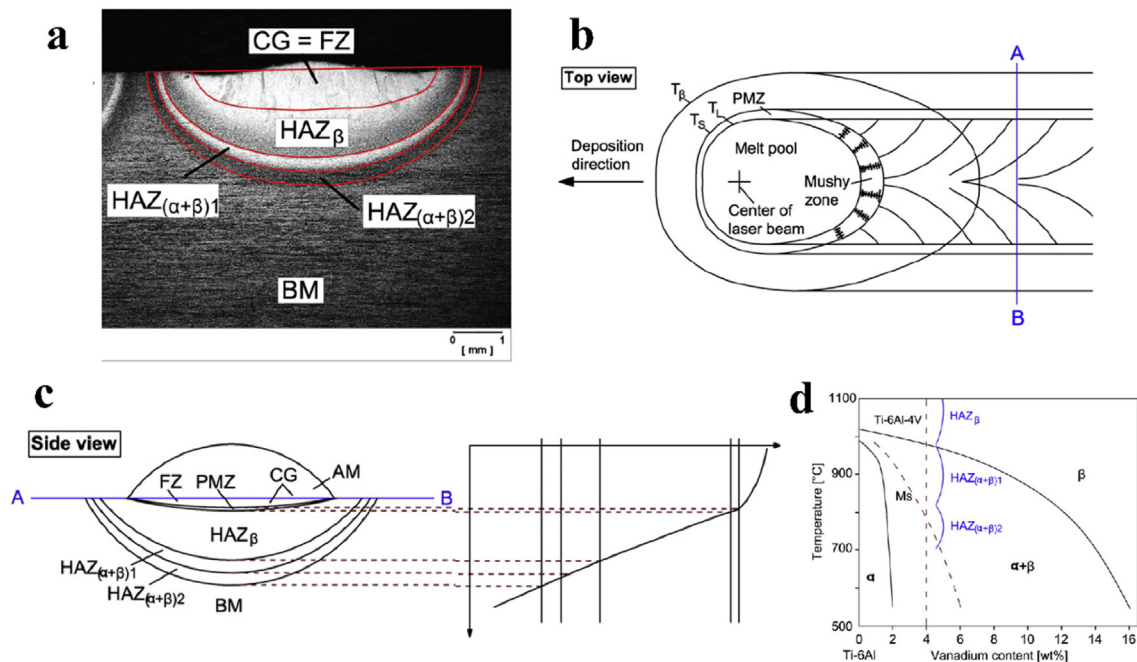 a
CG = FZ
HAZβ
HAZ(α+β)1
HAZ(α+β)2
BM
1
[ mm ]
b
Top view
A
Tβ
TS
TL
PMZ
Deposition
direction
Melt pool
Mushy
zone
Center of
laser beam
B
c
Side view
A
FZ
PMZ
CG
AM
B
HAZβ
HAZ(α+β)1
HAZ(α+β)2
BM
d
1100
900
700
500
Temperature [°C]
Ti-6Al-4V
HAZβ
HAZ(α+β)1
HAZ(α+β)2
Ms
β
α
α+β
0 2 4 6 8 10 12 14 16
Ti-6Al
Vanadium content [wt%]